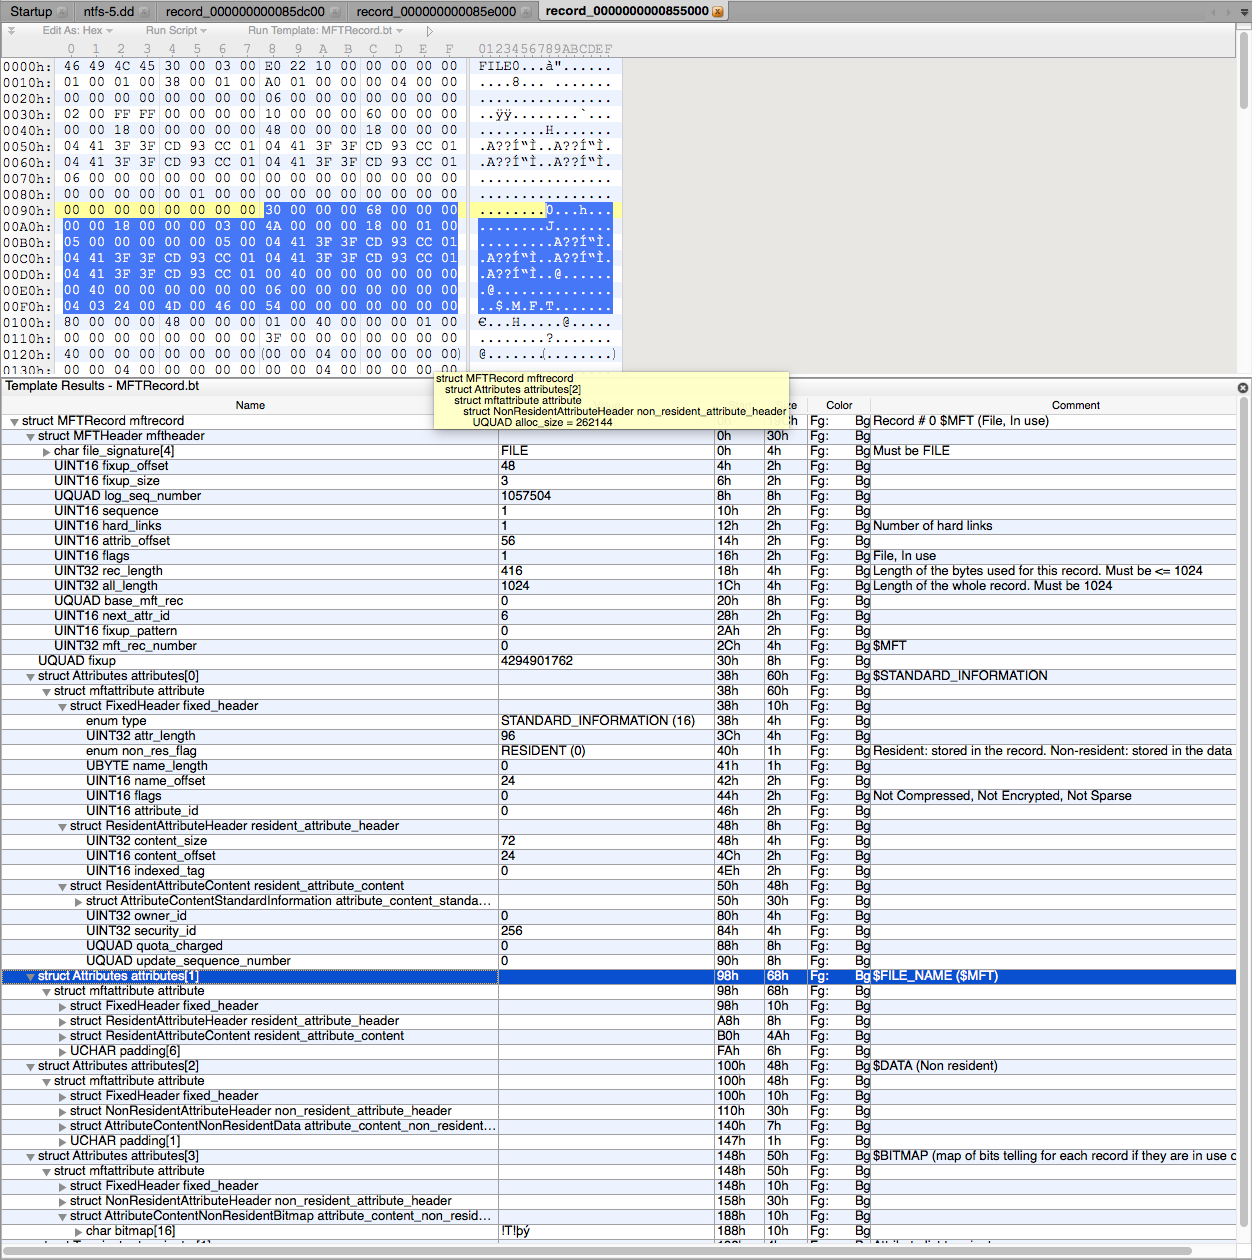 Startup ntfs-5.dd record_000000000085dc00 record_000000000085e000 record_0000000000855000
Edit As: Hex Run Script Run Template: MFTRecord.bt
0 1 2 3 4 5 6 7 8 9 A B C D E F 0123456789ABCDEF
0000h: 46 49 4C 45 30 00 03 00 E0 22 10 00 00 00 00 00 FILE0...à"......
0010h: 01 00 01 00 38 00 01 00 A0 01 00 00 00 04 00 00 ....8... .......
0020h: 00 00 00 00 00 00 00 00 06 00 00 00 00 00 00 00 ................
0030h: 02 00 FF FF 00 00 00 00 10 00 00 00 60 00 00 00 ..ÿÿ........`...
0040h: 00 00 18 00 00 00 00 00 48 00 00 00 18 00 00 00 ........H.......
0050h: 04 41 3F 3F CD 93 CC 01 04 41 3F 3F CD 93 CC 01 .A??Í“Ì..A??Í“Ì.
0060h: 04 41 3F 3F CD 93 CC 01 04 41 3F 3F CD 93 CC 01 .A??Í“Ì..A??Í“Ì.
0070h: 06 00 00 00 00 00 00 00 00 00 00 00 00 00 00 00 ................
0080h: 00 00 00 00 00 01 00 00 00 00 00 00 00 00 00 00 ................
0090h: 00 00 00 00 00 00 00 00 30 00 00 00 68 00 00 00 ........0...h...
00A0h: 00 00 18 00 00 00 03 00 4A 00 00 00 18 00 01 00 ........J.......
00B0h: 05 00 00 00 00 00 05 00 04 41 3F 3F CD 93 CC 01 .........A??Í“Ì.
00C0h: 04 41 3F 3F CD 93 CC 01 04 41 3F 3F CD 93 CC 01 .A??Í“Ì..A??Í“Ì.
00D0h: 04 41 3F 3F CD 93 CC 01 00 40 00 00 00 00 00 00 .A??Í“Ì..@......
00E0h: 00 40 00 00 00 00 00 00 06 00 00 00 00 00 00 00 .@..............
00F0h: 04 03 24 00 4D 00 46 00 54 00 00 00 00 00 00 00 ..$.M.F.T.......
0100h: 80 00 00 00 48 00 00 00 01 00 40 00 00 00 01 00 €...H.....@.....
0110h: 00 00 00 00 00 00 00 00 3F 00 00 00 00 00 00 00 ........?.......
0120h: 40 00 00 00 00 00 00 00 (00 00 04 00 00 00 00 00) @.......(........)
0130h: 00 00 04 00 00 00 00 00 00 00 04 00 00 00 00 00
struct MFTRecord mftrecord
struct Attributes attributes[2]
struct mftattribute attribute
struct NonResidentAttributeHeader non_resident_attribute_header
UQUAD alloc_size = 262144
Template Results - MFTRecord.bt
Name Color Comment
struct MFTRecord mftrecord Fg: Bg Record # 0 $MFT (File, In use)
struct MFTHeader mftheader 0h 30h Fg: Bg
char file_signature[4] FILE 0h 4h Fg: Bg Must be FILE
UINT16 fixup_offset 48 4h 2h Fg: Bg
UINT16 fixup_size 3 6h 2h Fg: Bg
UQUAD log_seq_number 1057504 8h 8h Fg: Bg
UINT16 sequence 1 10h 2h Fg: Bg
UINT16 hard_links 1 12h 2h Fg: Bg Number of hard links
UINT16 attrib_offset 56 14h 2h Fg: Bg
UINT16 flags 1 16h 2h Fg: Bg File, In use
UINT32 rec_length 416 18h 4h Fg: Bg Length of the bytes used for this record. Must be <= 1024
UINT32 all_length 1024 1Ch 4h Fg: Bg Length of the whole record. Must be 1024
UQUAD base_mft_rec 0 20h 8h Fg: Bg
UINT16 next_attr_id 6 28h 2h Fg: Bg
UINT16 fixup_pattern 0 2Ah 2h Fg: Bg
UINT32 mft_rec_number 0 2Ch 4h Fg: Bg $MFT
UQUAD fixup 4294901762 30h 8h Fg: Bg
struct Attributes attributes[0] 38h 60h Fg: Bg $STANDARD_INFORMATION
struct mftattribute attribute 38h 60h Fg: Bg
struct FixedHeader fixed_header 38h 10h Fg: Bg
enum type STANDARD_INFORMATION (16) 38h 4h Fg: Bg
UINT32 attr_length 96 3Ch 4h Fg: Bg
enum non_res_flag RESIDENT (0) 40h 1h Fg: Bg Resident: stored in the record. Non-resident: stored in the data
UBYTE name_length 0 41h 1h Fg: Bg
UINT16 name_offset 24 42h 2h Fg: Bg
UINT16 flags 0 44h 2h Fg: Bg Not Compressed, Not Encrypted, Not Sparse
UINT16 attribute_id 0 46h 2h Fg: Bg
struct ResidentAttributeHeader resident_attribute_header 48h 8h Fg: Bg
UINT32 content_size 72 48h 4h Fg: Bg
UINT16 content_offset 24 4Ch 2h Fg: Bg
UINT16 indexed_tag 0 4Eh 2h Fg: Bg
struct ResidentAttributeContent resident_attribute_content 50h 48h Fg: Bg
struct AttributeContentStandardInformation attribute_content_standa... 50h 30h Fg: Bg
UINT32 owner_id 0 80h 4h Fg: Bg
UINT32 security_id 256 84h 4h Fg: Bg
UQUAD quota_charged 0 88h 8h Fg: Bg
UQUAD update_sequence_number 0 90h 8h Fg: Bg
struct Attributes attributes[1] 98h 68h Fg: Bg $FILE_NAME ($MFT)
struct mftattribute attribute 98h 68h Fg: Bg
struct FixedHeader fixed_header 98h 10h Fg: Bg
struct ResidentAttributeHeader resident_attribute_header A8h 8h Fg: Bg
struct ResidentAttributeContent resident_attribute_content B0h 4Ah Fg: Bg
UCHAR padding[6] FAh 6h Fg: Bg
struct Attributes attributes[2] 100h 48h Fg: Bg $DATA (Non resident)
struct mftattribute attribute 100h 48h Fg: Bg
struct FixedHeader fixed_header 100h 10h Fg: Bg
struct NonResidentAttributeHeader non_resident_attribute_header 110h 30h Fg: Bg
struct AttributeContentNonResidentData attribute_content_non_resident... 140h 7h Fg: Bg
UCHAR padding[1] 147h 1h Fg: Bg
struct Attributes attributes[3] 148h 50h Fg: Bg $BITMAP (map of bits telling for each record if they are in use o
struct mftattribute attribute 148h 50h Fg: Bg
struct FixedHeader fixed_header 148h 10h Fg: Bg
struct NonResidentAttributeHeader non_resident_attribute_header 158h 30h Fg: Bg
struct AttributeContentNonResidentBitmap attribute_content_non_resid... 188h 10h Fg: Bg
char bitmap[16] !T!þý 188h 10h Fg: Bg